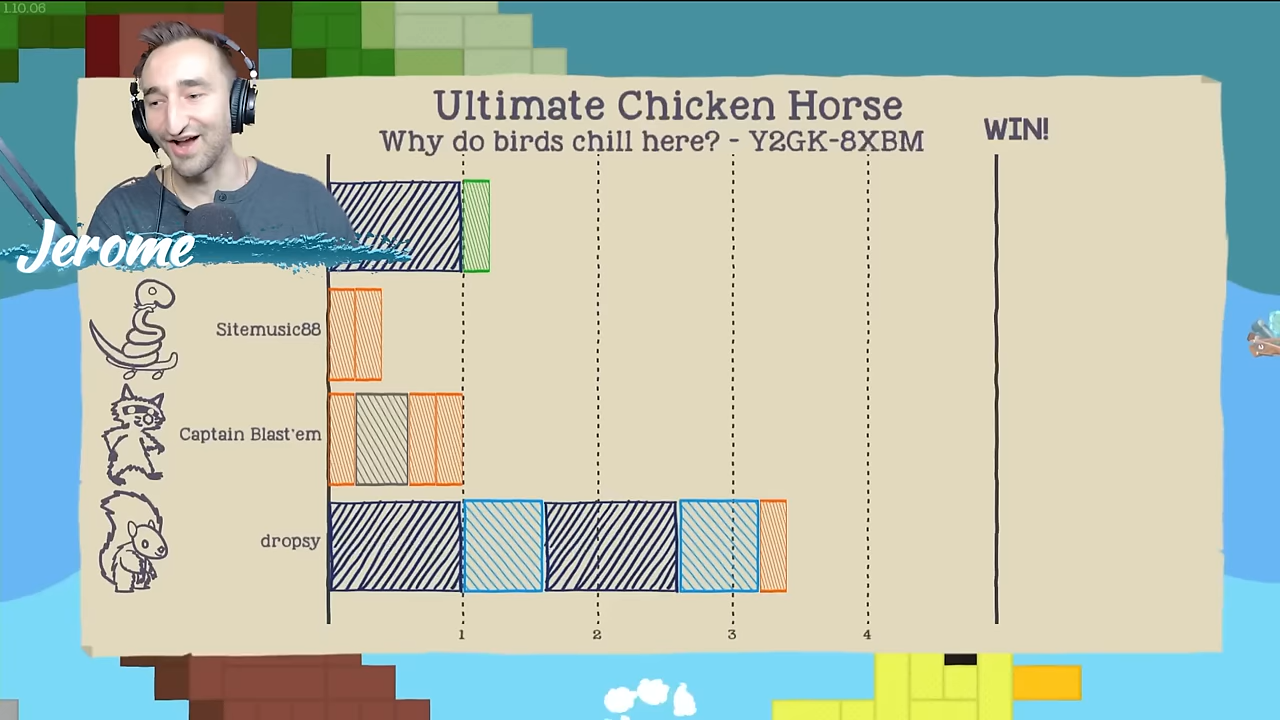 1.10.06
Ultimate Chicken Horse
Why do birds chill here? - Y2GK-8XBM
WIN!
Jerome
Sitemusic88
Captain Blast'em
dropsy
1 2 3 4